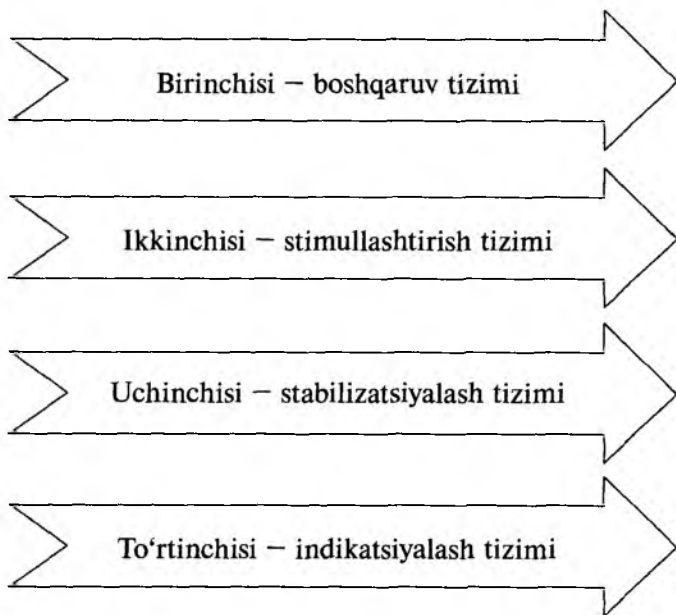 Birinchisi – boshqaruv tizimi
Ikkinchisi – stimullashtirish tizimi
Uchinchisi – stabilizatsiyalash tizimi
To‘rtinchisi – indikatsiyalash tizimi